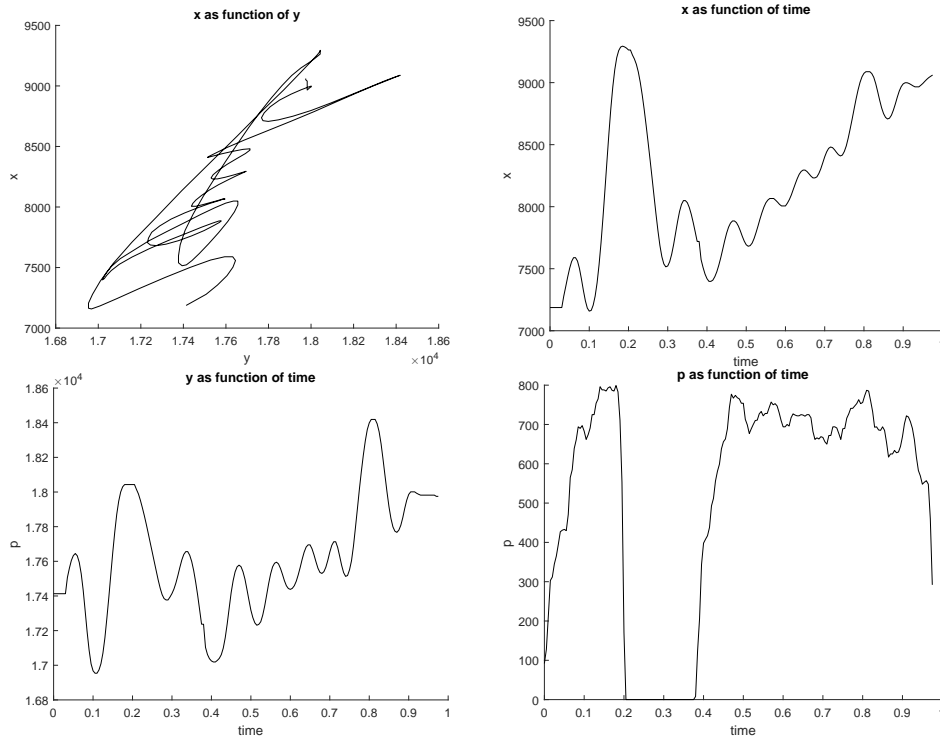 x as function of y
9500
9000
8500
8000
7500
7000
x
1.68 1.7 1.72 1.74 1.76 1.78 1.8 1.82 1.84 1.86
y
×10⁴
x as function of time
9500
9000
8500
8000
7500
7000
x
0 0.1 0.2 0.3 0.4 0.5 0.6 0.7 0.8 0.9
time
y as function of time
×10⁴
1.86
1.84
1.82
1.8
1.78
1.76
1.74
1.72
1.7
1.68
p
0 0.1 0.2 0.3 0.4 0.5 0.6 0.7 0.8 0.9 1
time
p as function of time
800
700
600
500
400
300
200
100
0
p
0 0.1 0.2 0.3 0.4 0.5 0.6 0.7 0.8 0.9
time